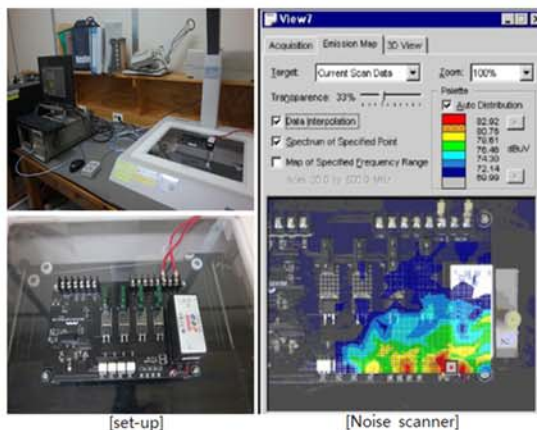 View7
Acquisition
Emission Map
3D View
Target:
Current Scan Data
Zoom:
100%
Transparence: 33%
Palette
Auto Distribution
Data Interpolation
Spectrum of Specified Point
Map of Specified Frequency Range
82.92
80.76
78.61
76.46
74.30
72.14
69.99
dBUV
[set-up]
[Noise scanner]